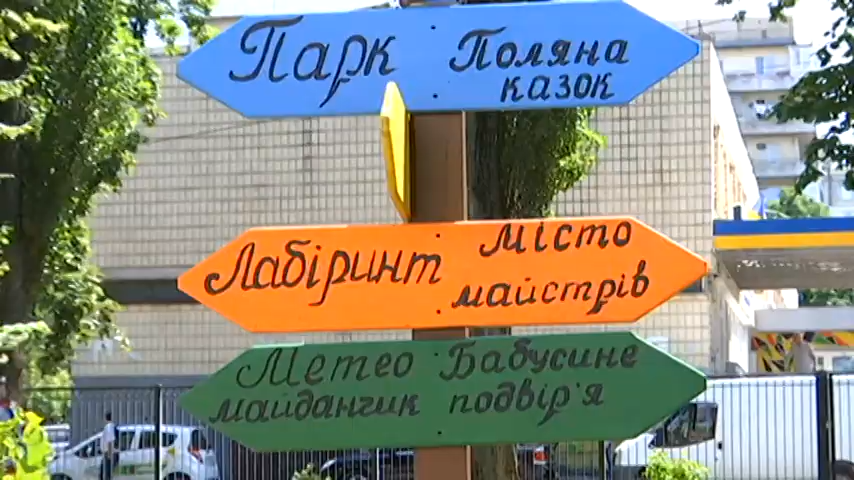 Парк
Поляна
казок
Лабіринт
Місто
майстрів
Метео
майданчик
Бабусине
подвір'я